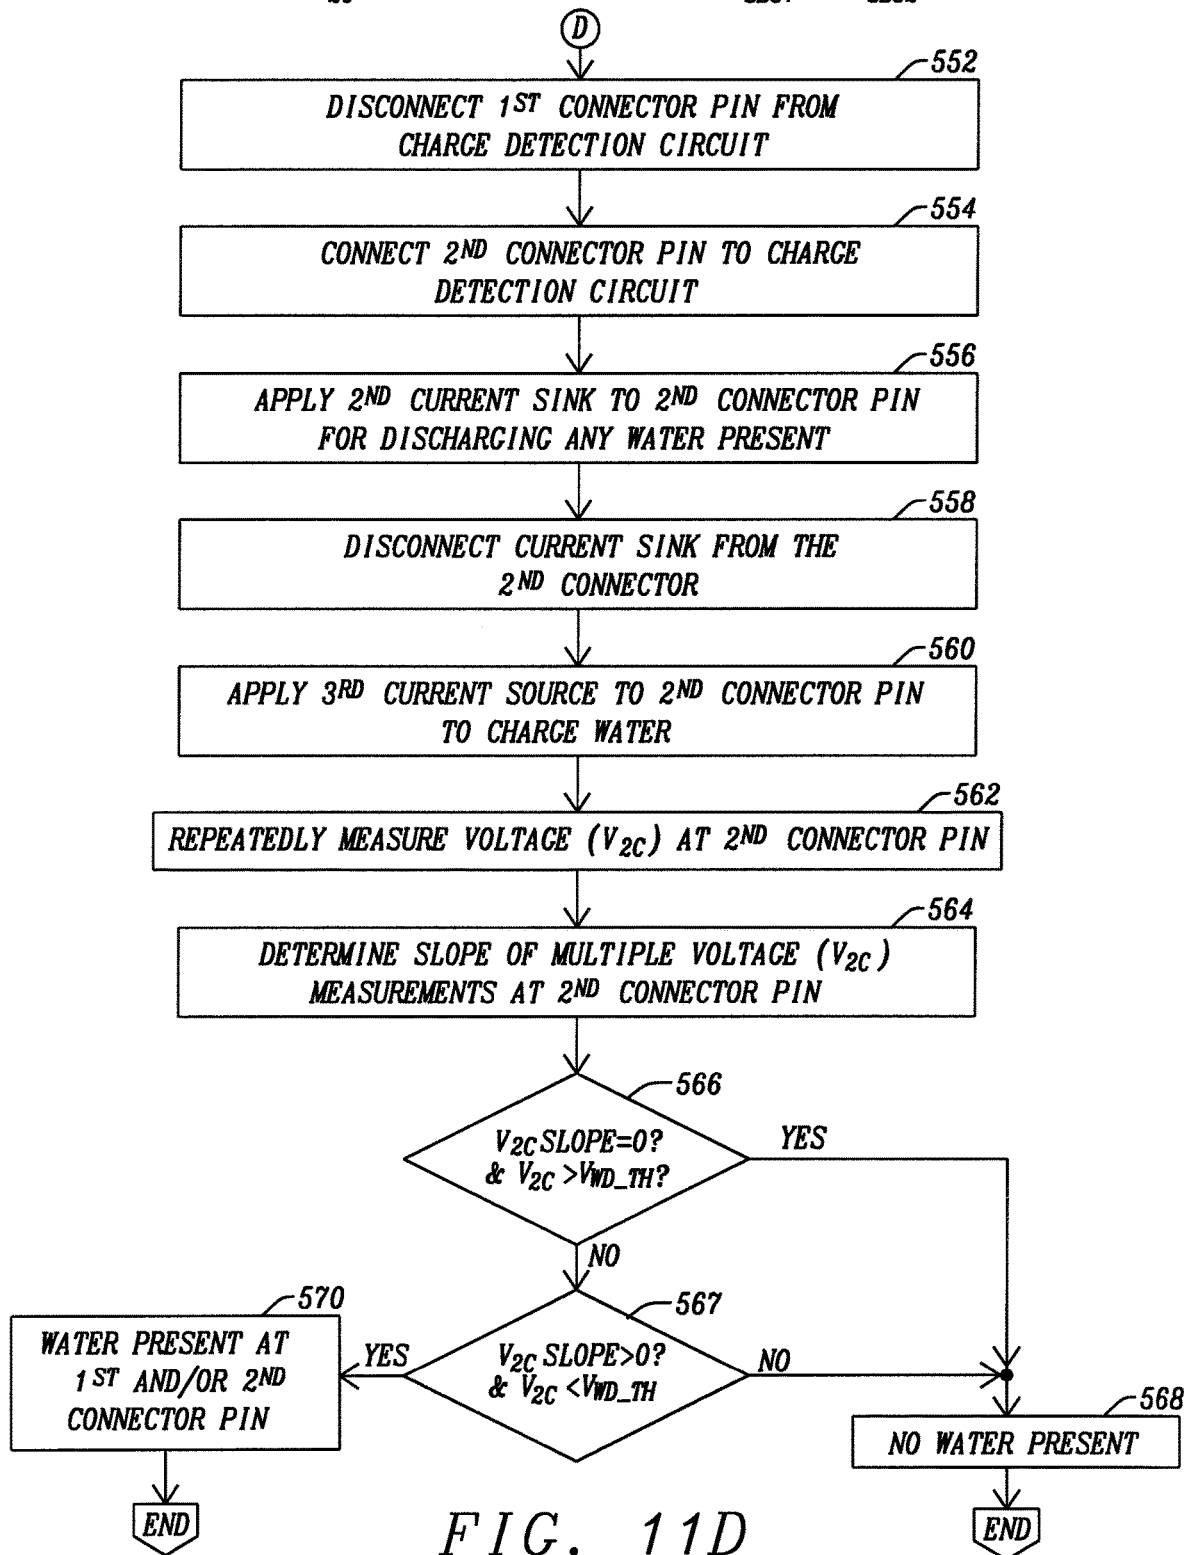 D
552
DISCONNECT 1ST CONNECTOR PIN FROM
CHARGE DETECTION CIRCUIT
554
CONNECT 2ND CONNECTOR PIN TO CHARGE
DETECTION CIRCUIT
556
APPLY 2ND CURRENT SINK TO 2ND CONNECTOR PIN
FOR DISCHARGING ANY WATER PRESENT
558
DISCONNECT CURRENT SINK FROM THE
2ND CONNECTOR
560
APPLY 3RD CURRENT SOURCE TO 2ND CONNECTOR PIN
TO CHARGE WATER
562
REPEATEDLY MEASURE VOLTAGE (V2C) AT 2ND CONNECTOR PIN
564
DETERMINE SLOPE OF MULTIPLE VOLTAGE (V2C)
MEASUREMENTS AT 2ND CONNECTOR PIN
566
V2C SLOPE=0?
& V2C >VWD_TH?
YES
NO
567
V2C SLOPE>0?
& V2C <VWD_TH
YES
NO
570
WATER PRESENT AT
1ST AND/OR 2ND
CONNECTOR PIN
568
NO WATER PRESENT
END
END
FIG. 11D